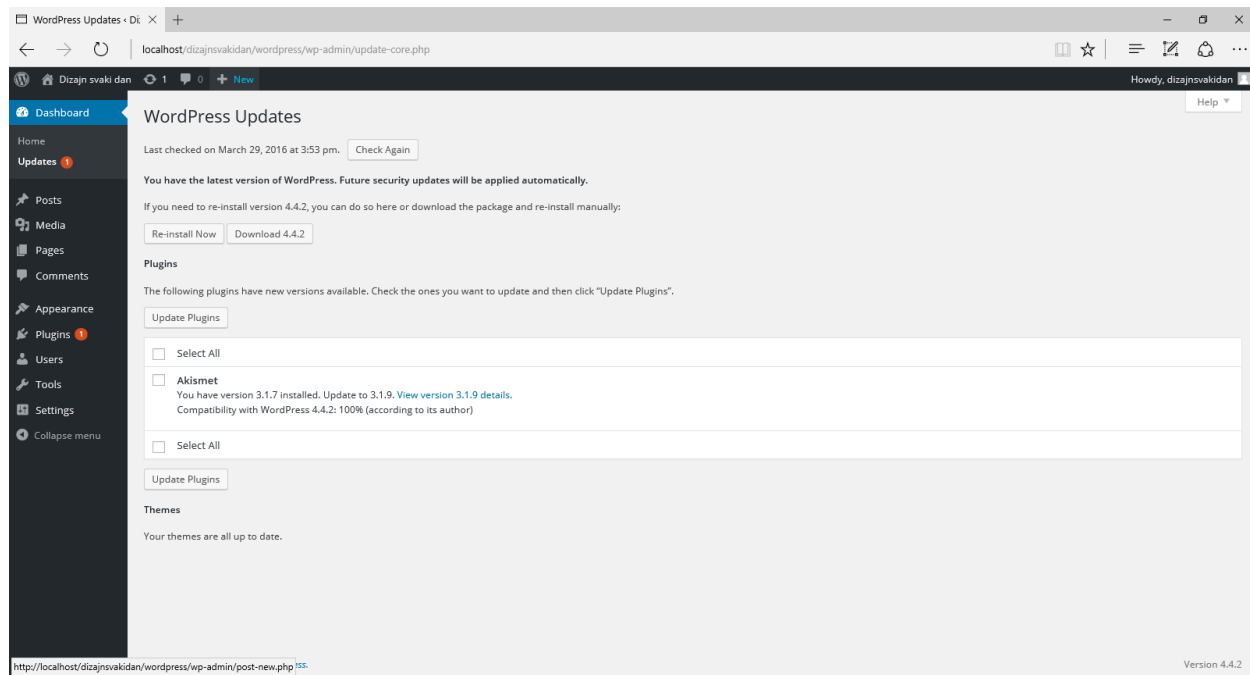 WordPress Updates ‹ Di
localhost/dizajnsvakidan/wordpress/wp-admin/update-core.php
Dizajn svaki dan 1 0 New Howdy, dizajnsvakidan
Help
Dashboard
Home
Updates 1
Posts
Media
Pages
Comments
Appearance
Plugins 1
Users
Tools
Settings
Collapse menu
WordPress Updates
Last checked on March 29, 2016 at 3:53 pm. Check Again
You have the latest version of WordPress. Future security updates will be applied automatically.
If you need to re-install version 4.4.2, you can do so here or download the package and re-install manually:
Re-install Now Download 4.4.2
Plugins
The following plugins have new versions available. Check the ones you want to update and then click “Update Plugins”.
Update Plugins
Select All
Akismet
You have version 3.1.7 installed. Update to 3.1.9. View version 3.1.9 details.
Compatibility with WordPress 4.4.2: 100% (according to its author)
Select All
Update Plugins
Themes
Your themes are all up to date.
http://localhost/dizajnsvakidan/wordpress/wp-admin/post-new.php
Version 4.4.2